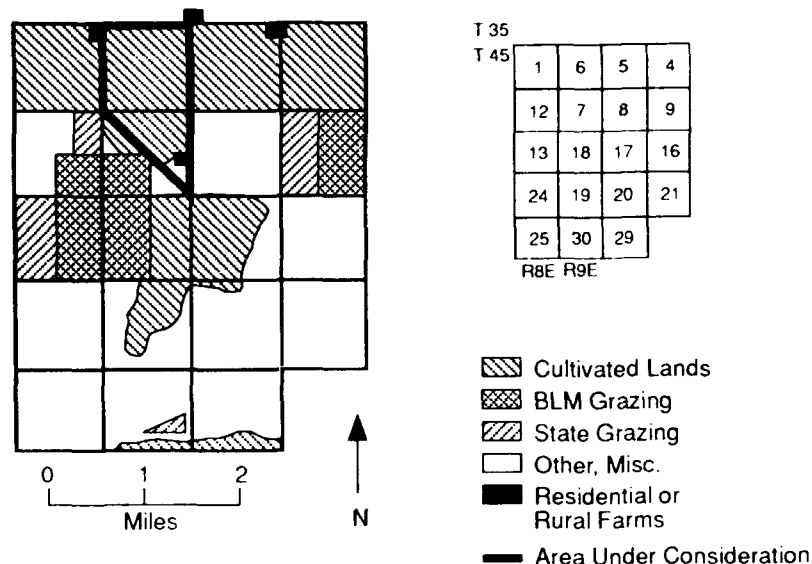 T 35
T 45
1 6 5 4
12 7 8 9
13 18 17 16
24 19 20 21
25 30 29
R8E R9E
0 1 2
Miles
N
Cultivated Lands
BLM Grazing
State Grazing
Other, Misc.
Residential or
Rural Farms
Area Under Consideration